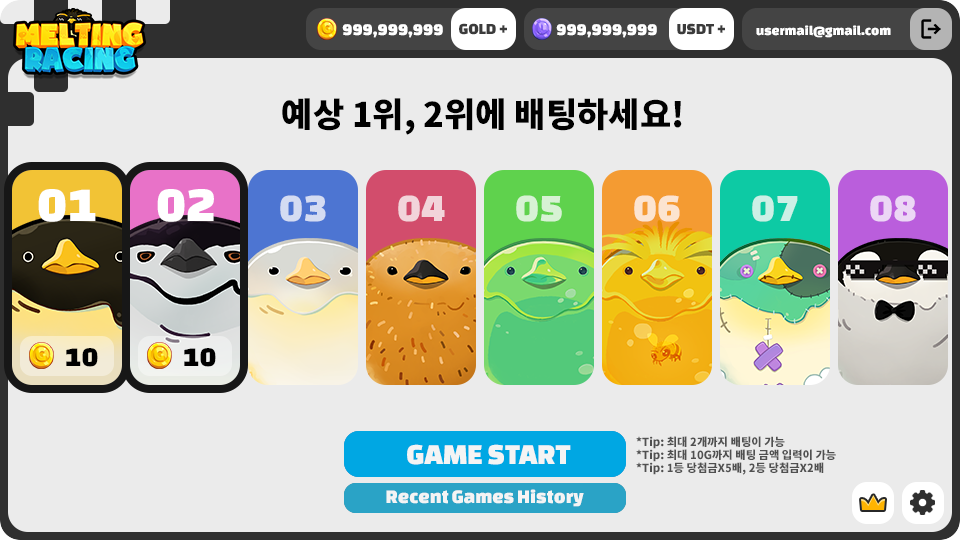 MELTING
RACING
999,999,999 GOLD +
999,999,999 USDT +
usermail@gmail.com
예상 1위, 2위에 배팅하세요!
01 02 03 04 05 06 07 08
10 10
GAME START
Recent Games History
*Tip: 최대 2개까지 배팅이 가능
*Tip: 최대 10G까지 배팅 금액 입력이 가능
*Tip: 1등 당첨금X5배, 2등 당첨금X2배